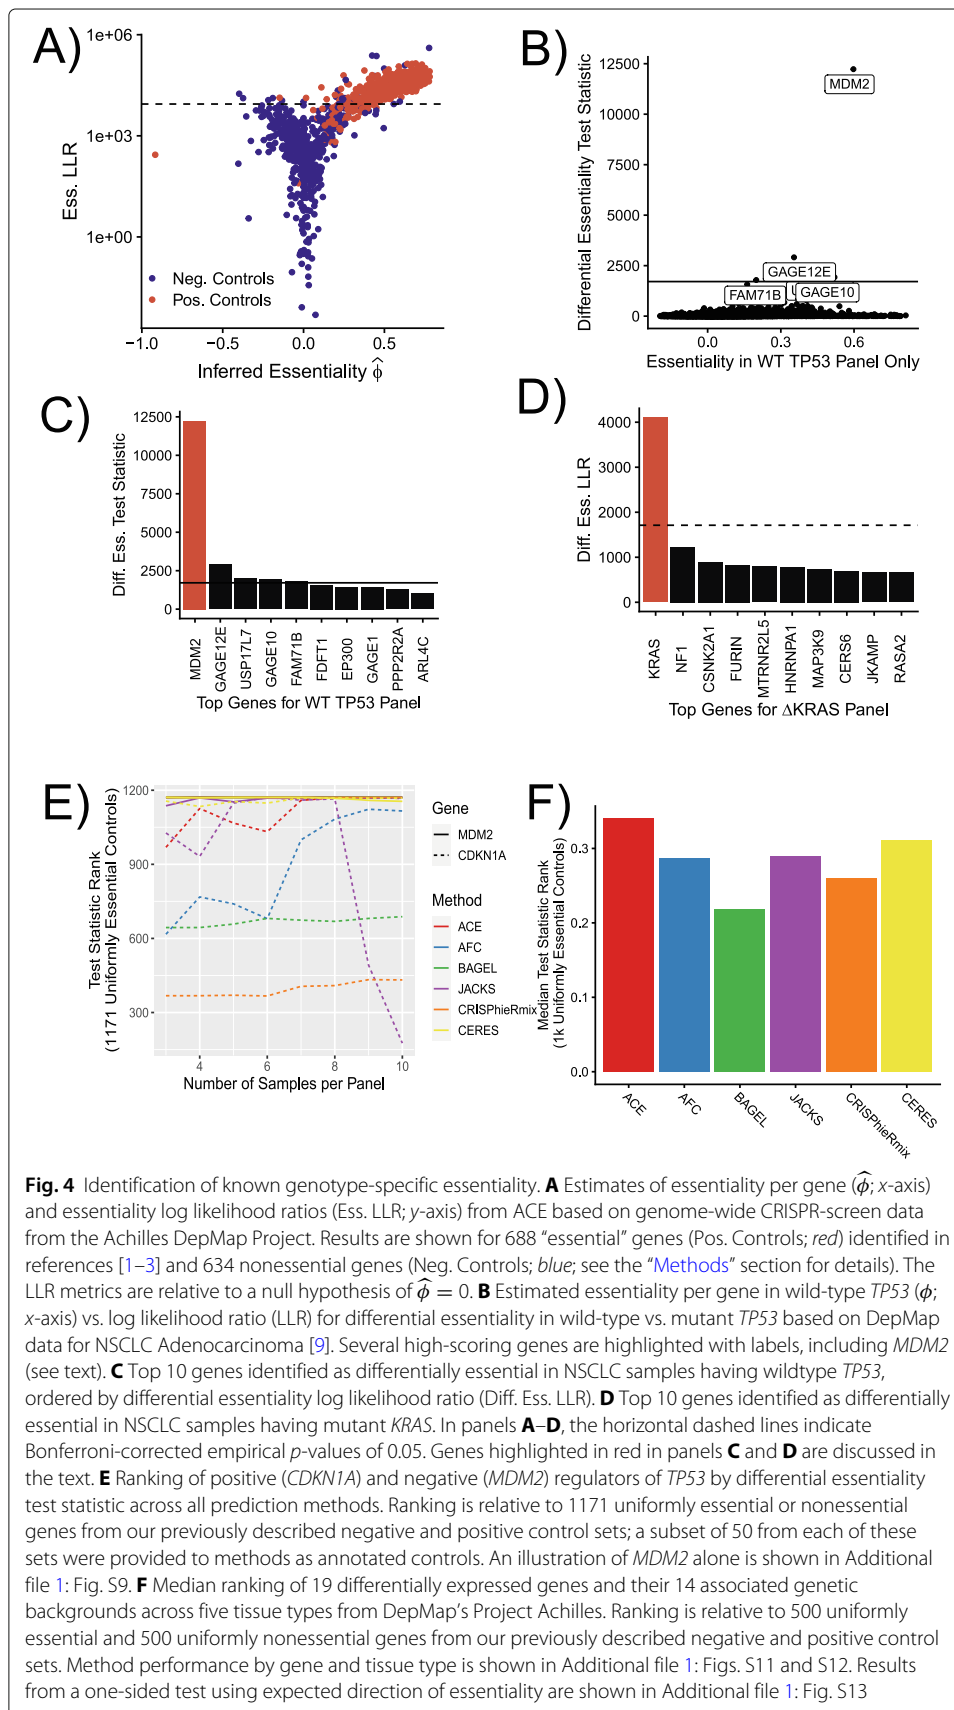 A)
1e+06
1e+03
1e+00
Ess. LLR
Neg. Controls
Pos. Controls
−1.0
−0.5
0.0
0.5
Inferred Essentiality ϕ̂
B)
12500
10000
7500
5000
2500
0
Differential Essentiality Test Statistic
MDM2
GAGE12E
FAM71B
GAGE10
0.0
0.3
0.6
Essentiality in WT TP53 Panel Only
C)
12500
10000
7500
5000
2500
0
Diff. Ess. Test Statistic
MDM2
GAGE12E
USP17L7
GAGE10
FAM71B
FDFT1
EP300
GAGE1
PPP2R2A
ARL4C
Top Genes for WT TP53 Panel
D)
4000
3000
2000
1000
0
Diff. Ess. LLR
KRAS
NF1
CSNK2A1
FURIN
MTRNR2L5
HNRNPA1
MAP3K9
CERS6
JKAMP
RASA2
Top Genes for ΔKRAS Panel
E)
1200
900
600
300
Test Statistic Rank
(1171 Uniformly Essential Controls)
4
6
8
10
Number of Samples per Panel
Gene
MDM2
CDKN1A
Method
ACE
AFC
BAGEL
JACKS
CRISPhieRmix
CERES
F)
0.3
0.2
0.1
0.0
Median Test Statistic Rank
(1k Uniformly Essential Controls)
ACE
AFC
BAGEL
JACKS
CRISPhieRmix
CERES
Fig. 4 Identification of known genotype-specific essentiality. A Estimates of essentiality per gene (ϕ̂; x-axis)
and essentiality log likelihood ratios (Ess. LLR; y-axis) from ACE based on genome-wide CRISPR-screen data
from the Achilles DepMap Project. Results are shown for 688 “essential” genes (Pos. Controls; red) identified in
references [1–3] and 634 nonessential genes (Neg. Controls; blue; see the “Methods” section for details). The
LLR metrics are relative to a null hypothesis of ϕ̂ = 0. B Estimated essentiality per gene in wild-type TP53 (ϕ;
x-axis) vs. log likelihood ratio (LLR) for differential essentiality in wild-type vs. mutant TP53 based on DepMap
data for NSCLC Adenocarcinoma [9]. Several high-scoring genes are highlighted with labels, including MDM2
(see text). C Top 10 genes identified as differentially essential in NSCLC samples having wildtype TP53,
ordered by differential essentiality log likelihood ratio (Diff. Ess. LLR). D Top 10 genes identified as differentially
essential in NSCLC samples having mutant KRAS. In panels A–D, the horizontal dashed lines indicate
Bonferroni-corrected empirical p-values of 0.05. Genes highlighted in red in panels C and D are discussed in
the text. E Ranking of positive (CDKN1A) and negative (MDM2) regulators of TP53 by differential essentiality
test statistic across all prediction methods. Ranking is relative to 1171 uniformly essential or nonessential
genes from our previously described negative and positive control sets; a subset of 50 from each of these
sets were provided to methods as annotated controls. An illustration of MDM2 alone is shown in Additional
file 1: Fig. S9. F Median ranking of 19 differentially expressed genes and their 14 associated genetic
backgrounds across five tissue types from DepMap’s Project Achilles. Ranking is relative to 500 uniformly
essential and 500 uniformly nonessential genes from our previously described negative and positive control
sets. Method performance by gene and tissue type is shown in Additional file 1: Figs. S11 and S12. Results
from a one-sided test using expected direction of essentiality are shown in Additional file 1: Fig. S13